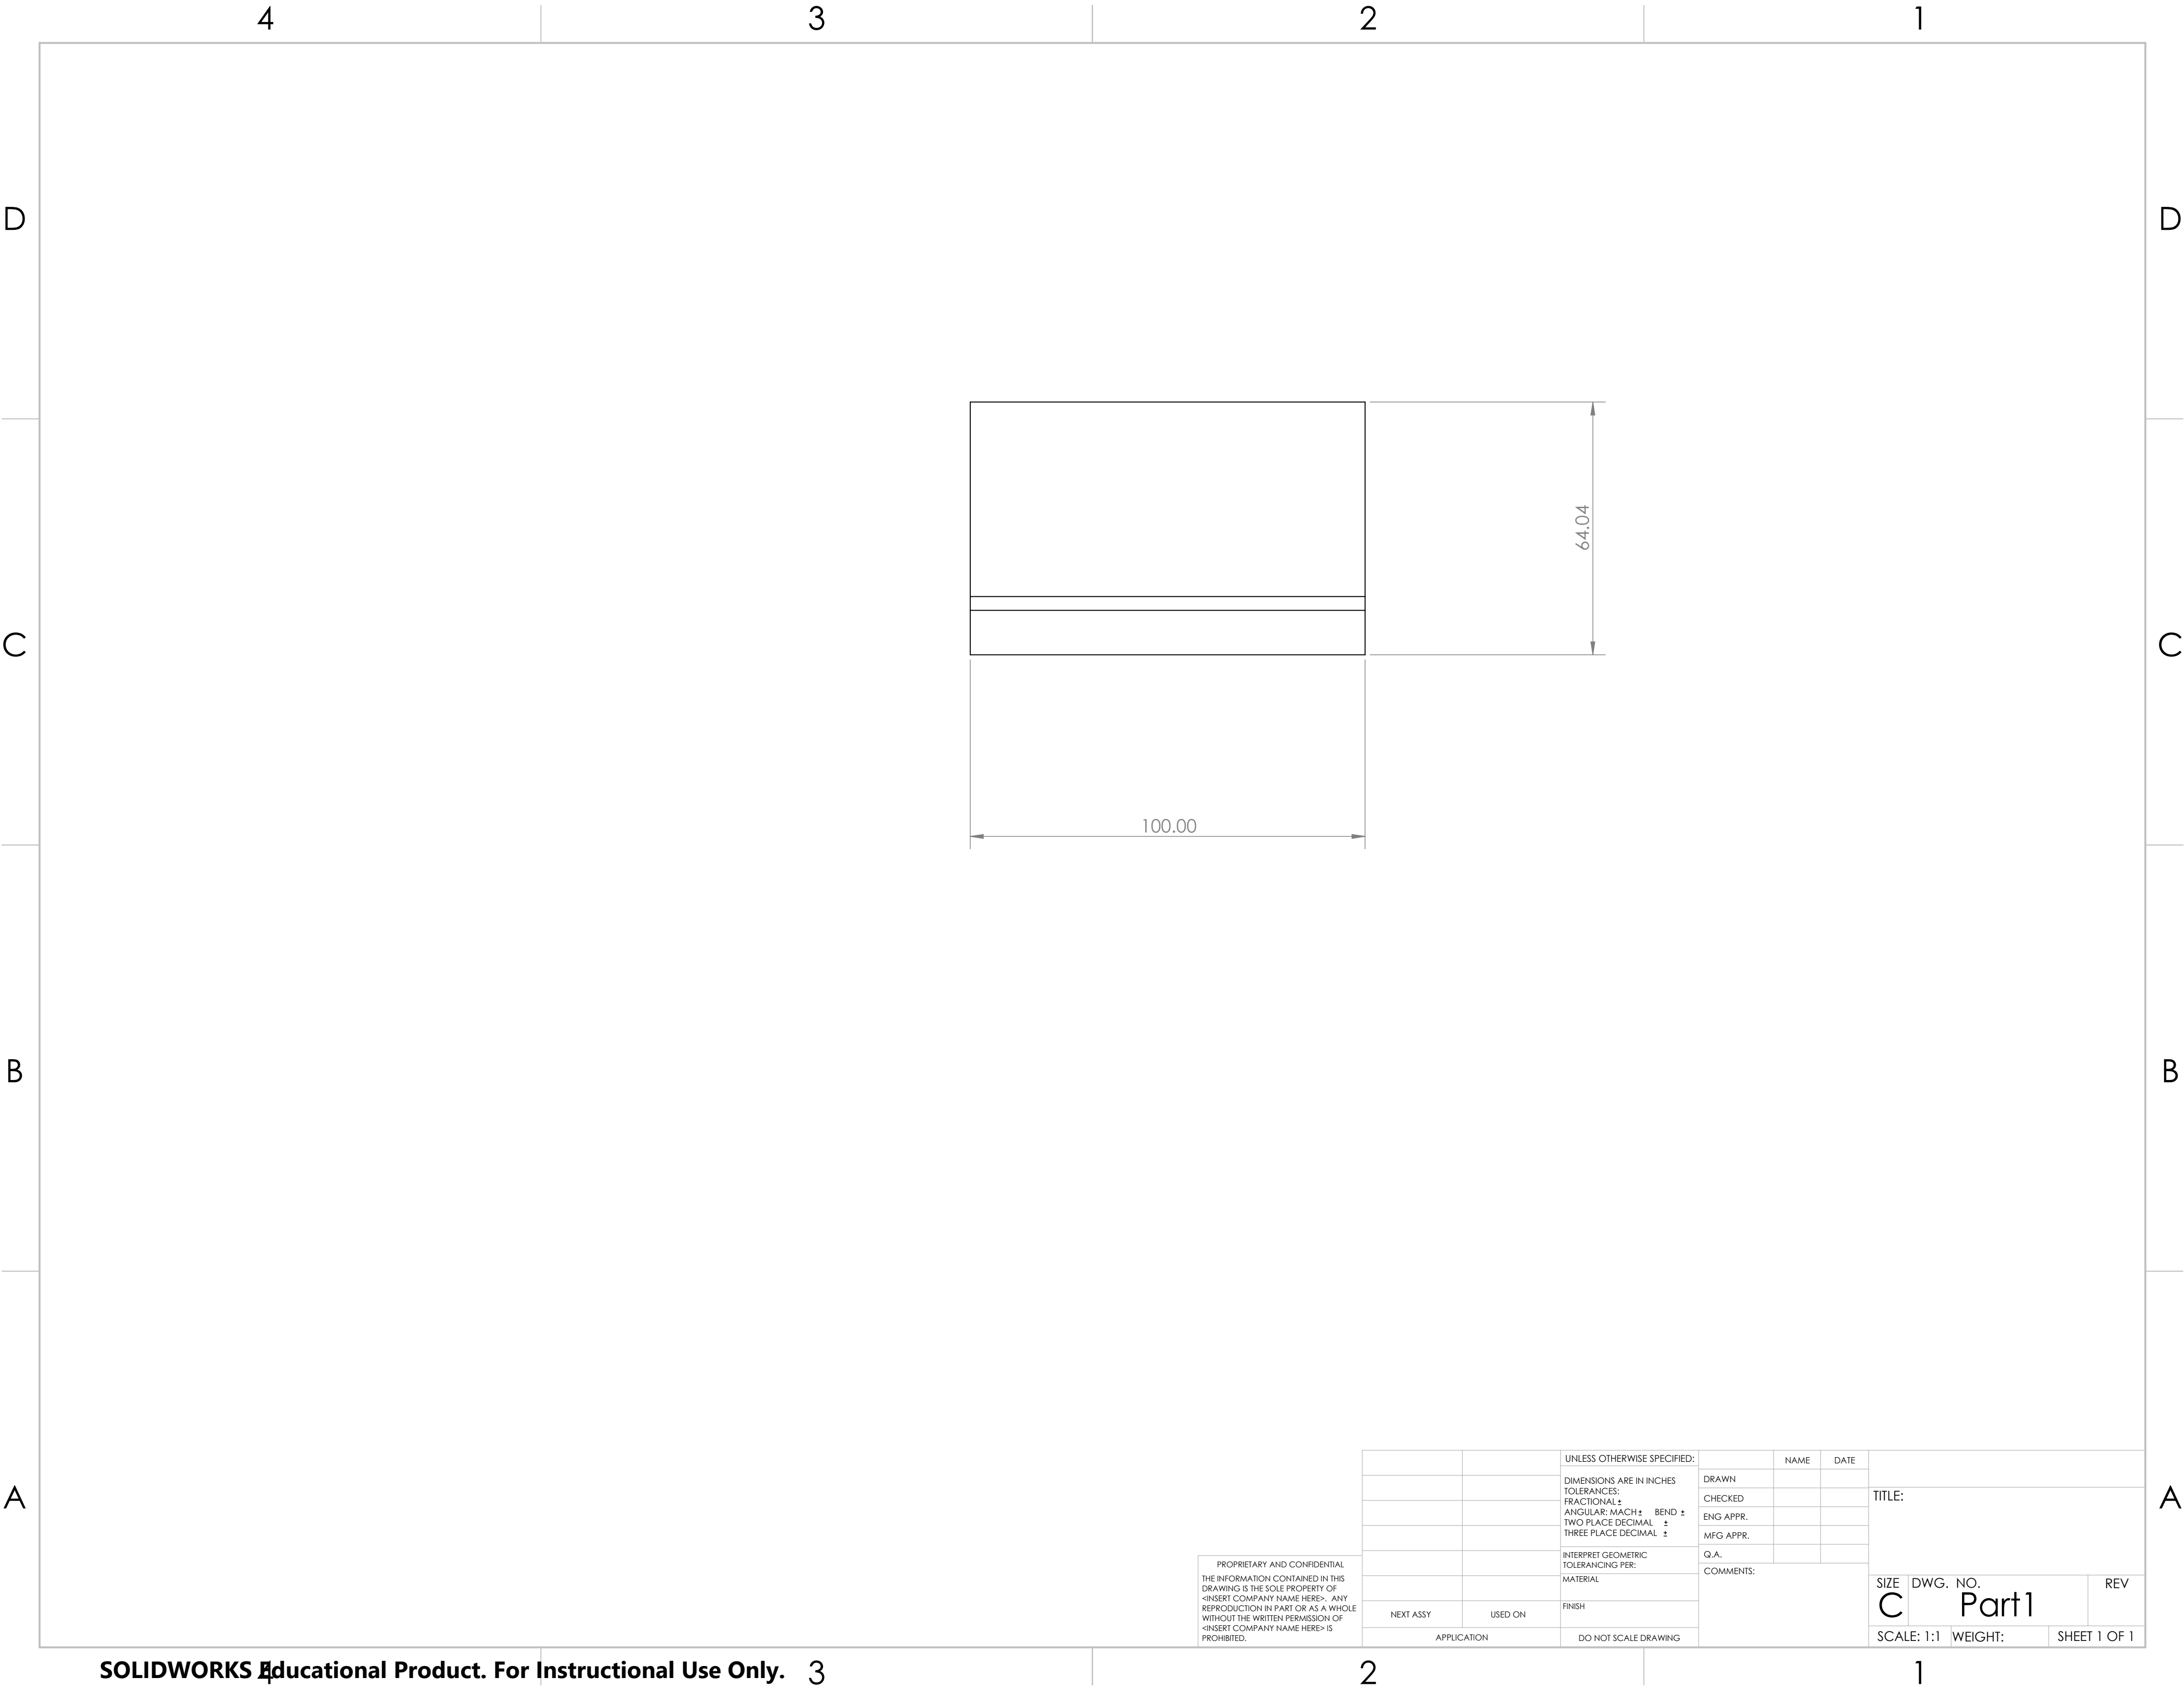 4 3 2 1
D D
64.04
C C
100.00
B B
A A
UNLESS OTHERWISE SPECIFIED:
DIMENSIONS ARE IN INCHES
TOLERANCES:
FRACTIONAL ±
ANGULAR: MACH ± BEND ±
TWO PLACE DECIMAL ±
THREE PLACE DECIMAL ±
INTERPRET GEOMETRIC
TOLERANCING PER:
MATERIAL
FINISH
DO NOT SCALE DRAWING
NAME DATE
DRAWN
CHECKED
ENG APPR.
MFG APPR.
Q.A.
COMMENTS:
TITLE:
SIZE DWG. NO. REV
C Part1
SCALE: 1:1 WEIGHT: SHEET 1 OF 1
PROPRIETARY AND CONFIDENTIAL
THE INFORMATION CONTAINED IN THIS
DRAWING IS THE SOLE PROPERTY OF
<INSERT COMPANY NAME HERE>. ANY
REPRODUCTION IN PART OR AS A WHOLE
WITHOUT THE WRITTEN PERMISSION OF
<INSERT COMPANY NAME HERE> IS
PROHIBITED.
NEXT ASSY USED ON
APPLICATION
SOLIDWORKS Educational Product. For Instructional Use Only.
4 3 2 1